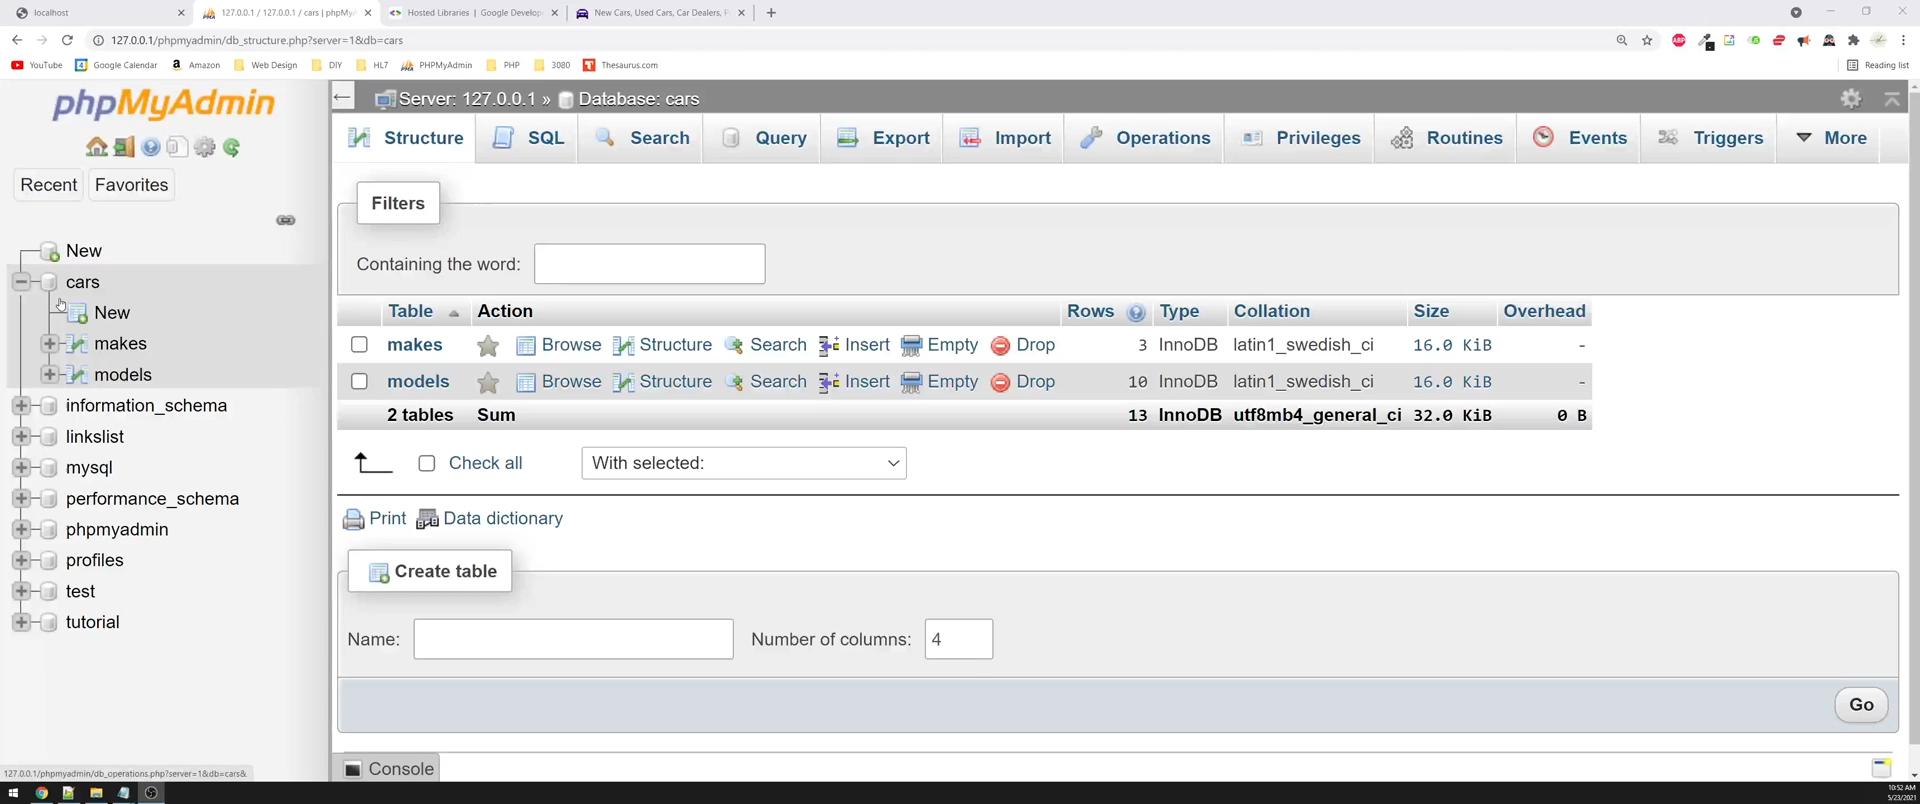 localhost
127.0.0.1 / 127.0.0.1 / cars | phpMy
Hosted Libraries | Google Develop
New Cars, Used Cars, Car Dealers, P
127.0.0.1/phpmyadmin/db_structure.php?server=1&db=cars
YouTube Google Calendar Amazon Web Design DIY HL7 PHPMyAdmin PHP 3080 Thesaurus.com Reading list
phpMyAdmin
Recent Favorites
New
cars
New
makes
models
information_schema
linkslist
mysql
performance_schema
phpmyadmin
profiles
test
tutorial
127.0.0.1/phpmyadmin/db_operations.php?server=1&db=cars&
Server: 127.0.0.1 » Database: cars
Structure SQL Search Query Export Import Operations Privileges Routines Events Triggers More
Filters
Containing the word:
Table Action Rows Type Collation Size Overhead
makes Browse Structure Search Insert Empty Drop 3 InnoDB latin1_swedish_ci 16.0 KiB -
models Browse Structure Search Insert Empty Drop 10 InnoDB latin1_swedish_ci 16.0 KiB -
2 tables Sum 13 InnoDB utf8mb4_general_ci 32.0 KiB 0 B
Check all With selected:
Print Data dictionary
Create table
Name: Number of columns: 4
Go
Console
10:52 AM
5/23/2021